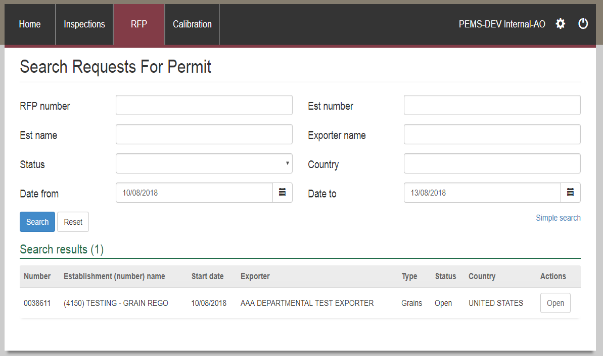 Home Inspections RFP Calibration PEMS-DEV Internal-AO
Search Requests For Permit
RFP number Est number
Est name Exporter name
Status Country
Date from 10/08/2018 Date to 13/08/2018
Search Reset Simple search
Search results (1)
Number Establishment (number) name Start date Exporter Type Status Country Actions
0038611 (4150) TESTING - GRAIN REGO 10/08/2018 AAA DEPARTMENTAL TEST EXPORTER Grains Open UNITED STATES Open